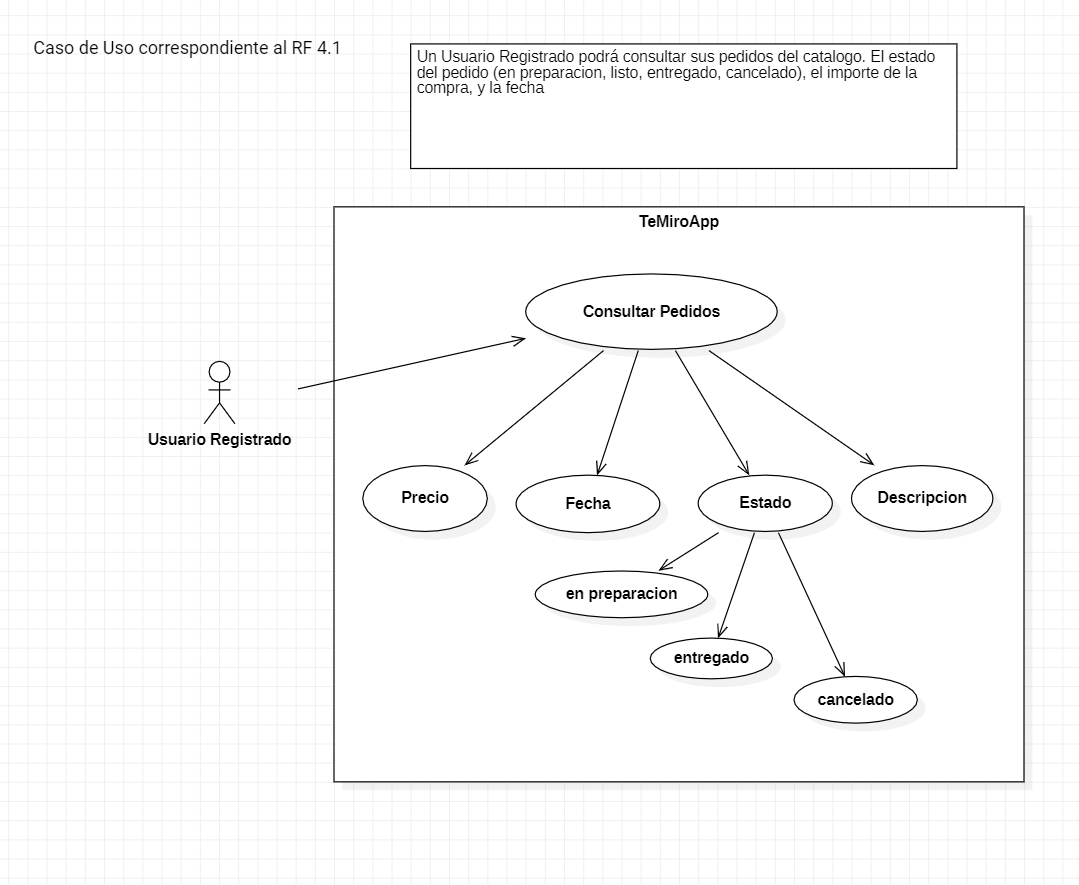 Caso de Uso correspondiente al RF 4.1
Un Usuario Registrado podrá consultar sus pedidos del catalogo. El estado
del pedido (en preparacion, listo, entregado, cancelado), el importe de la
compra, y la fecha
TeMiroApp
Consultar Pedidos
Usuario Registrado
Precio
Fecha
Estado
Descripcion
en preparacion
entregado
cancelado